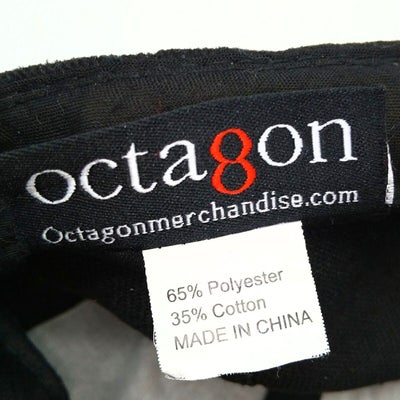 octa8on
Octagonmerchandise.com
65% Polyester
35% Cotton
MADE IN CHINA